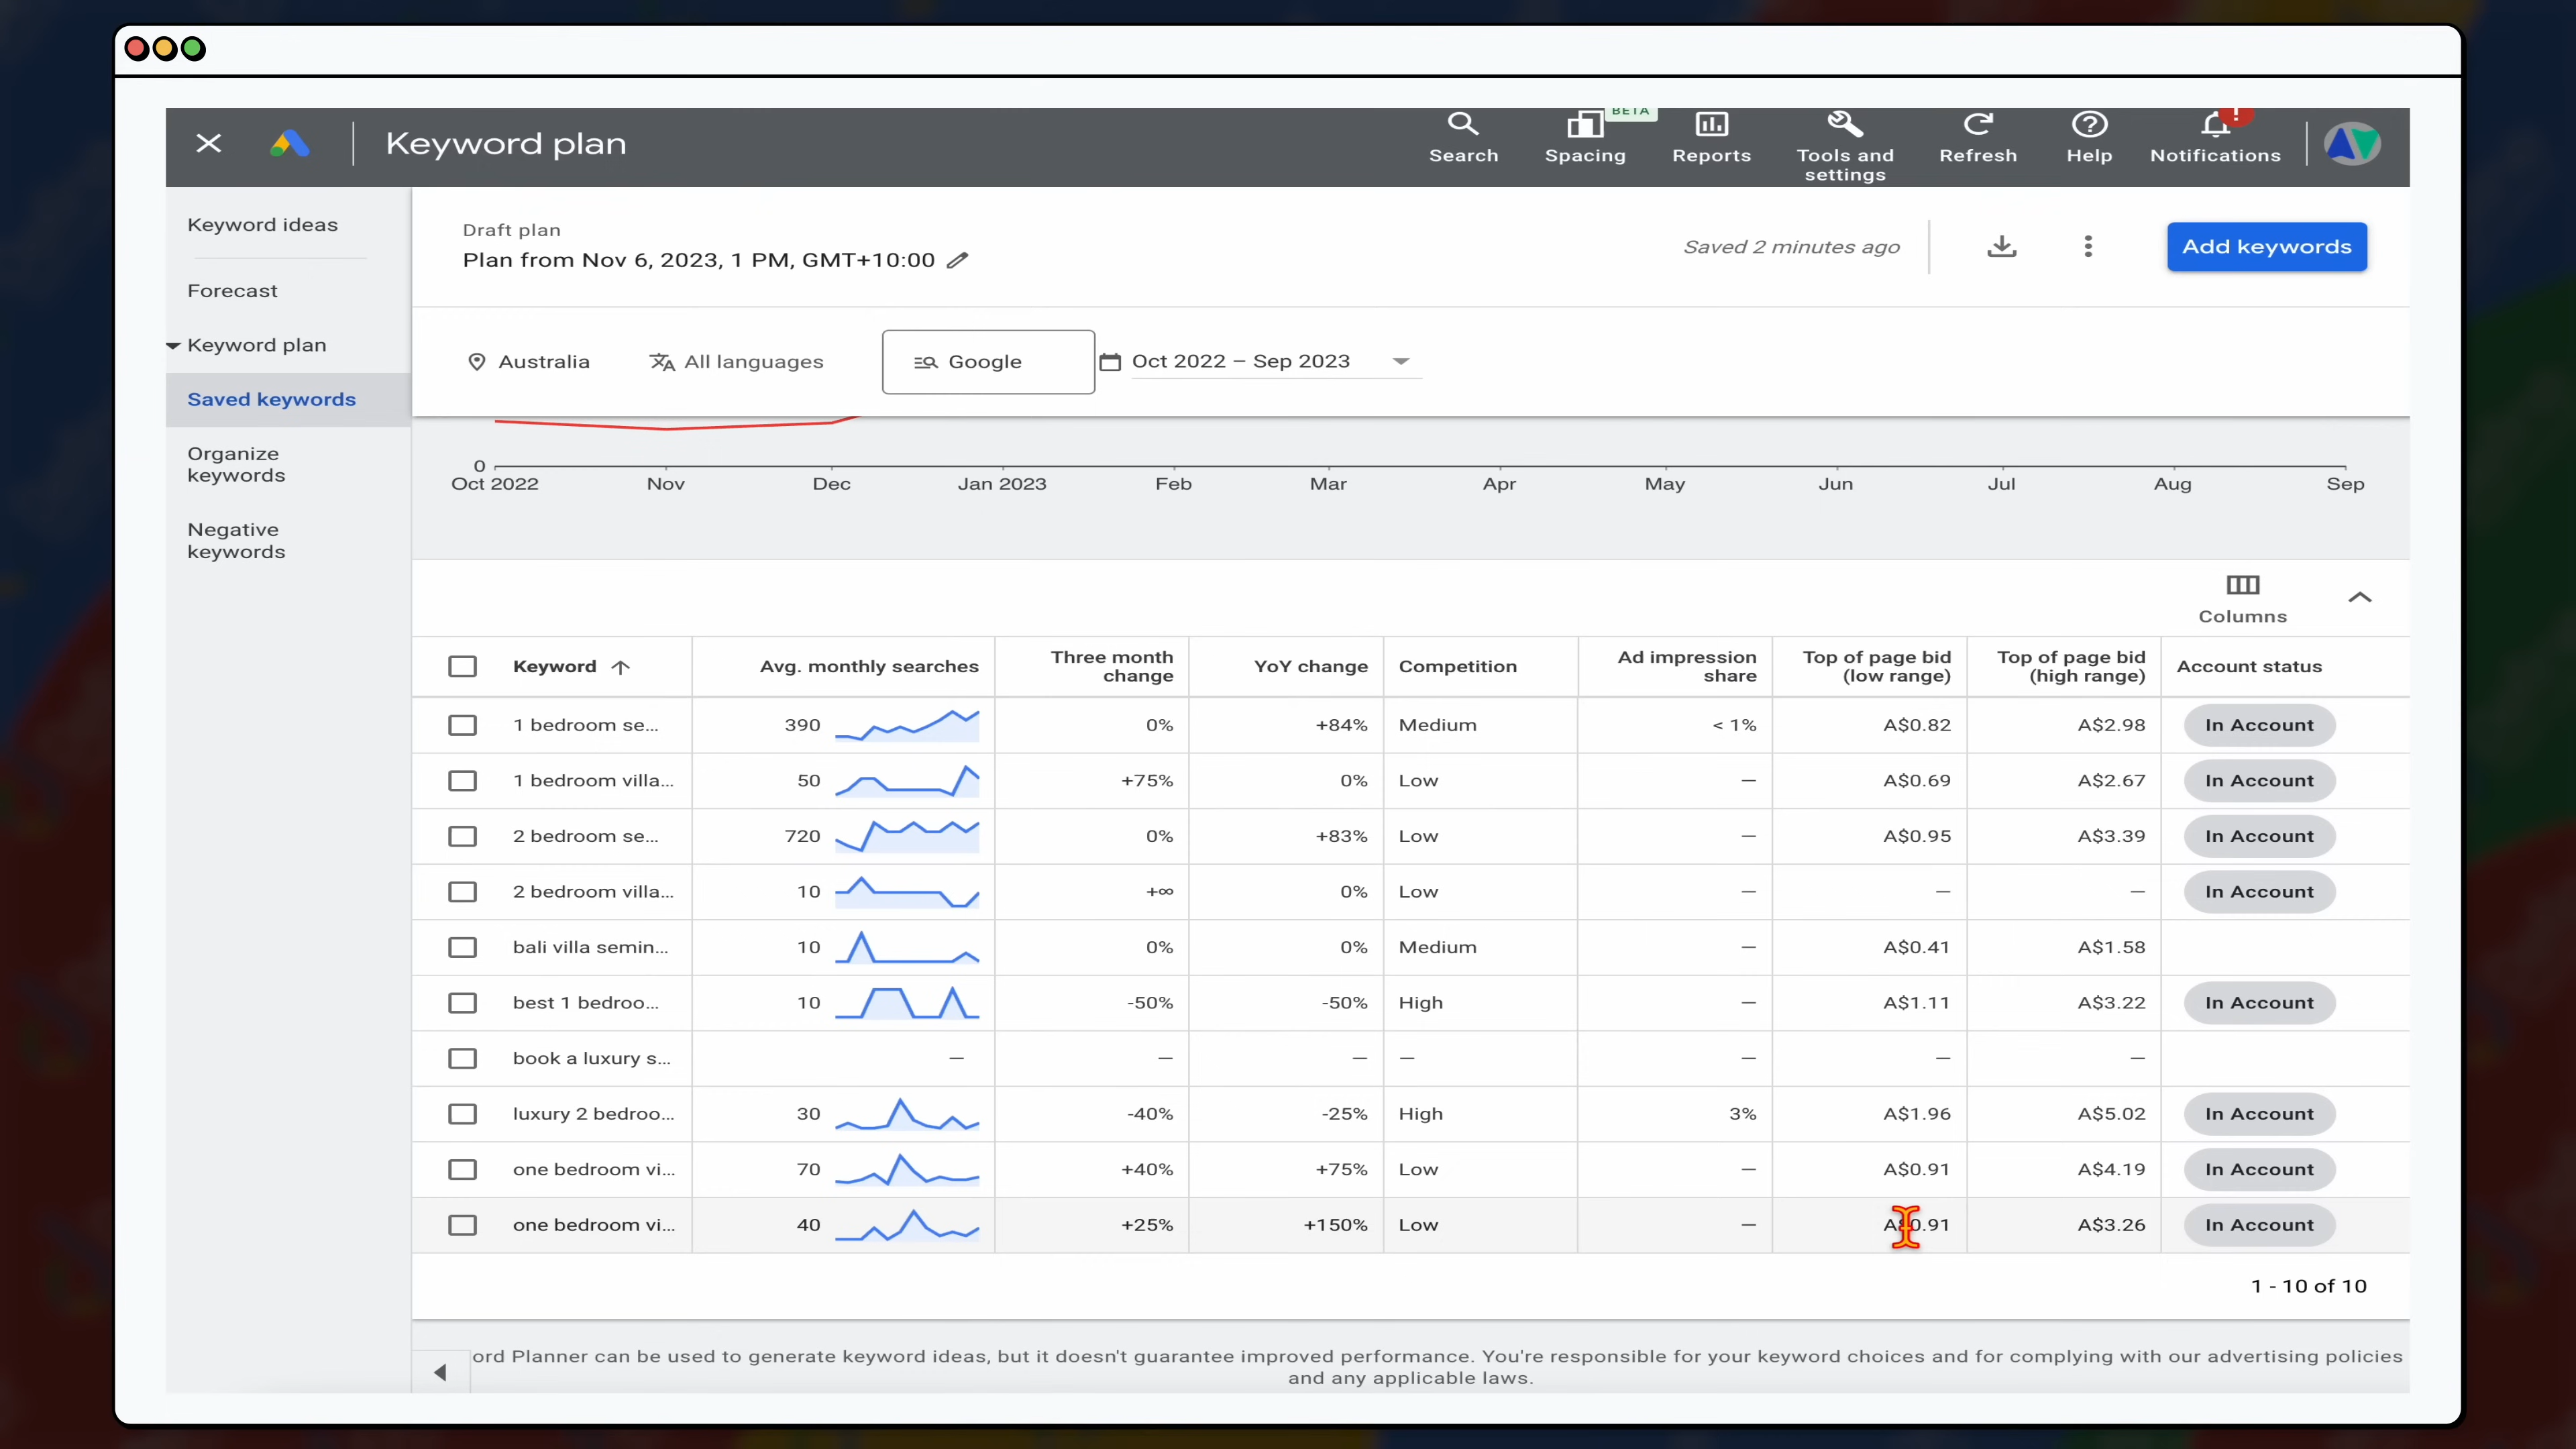 Keyword plan
Search
BETA
Spacing
Reports
Tools and
settings
Refresh
Help
!
Notifications
Keyword ideas
Forecast
Keyword plan
Saved keywords
Organize
keywords
Negative
keywords
Draft plan
Plan from Nov 6, 2023, 1 PM, GMT+10:00
Saved 2 minutes ago
Add keywords
Australia
All languages
Google
Oct 2022 – Sep 2023
0
Oct 2022 Nov Dec Jan 2023 Feb Mar Apr May Jun Jul Aug Sep
Columns
Keyword Avg. monthly searches Three month change YoY change Competition Ad impression share Top of page bid (low range) Top of page bid (high range) Account status
1 bedroom se... 390 0% +84% Medium < 1% A$0.82 A$2.98 In Account
1 bedroom villa... 50 +75% 0% Low — A$0.69 A$2.67 In Account
2 bedroom se... 720 0% +83% Low — A$0.95 A$3.39 In Account
2 bedroom villa... 10 +∞ 0% Low — — — In Account
bali villa semin... 10 0% 0% Medium — A$0.41 A$1.58
best 1 bedroo... 10 -50% -50% High — A$1.11 A$3.22 In Account
book a luxury s... — — — — — — —
luxury 2 bedroo... 30 -40% -25% High 3% A$1.96 A$5.02 In Account
one bedroom vi... 70 +40% +75% Low — A$0.91 A$4.19 In Account
one bedroom vi... 40 +25% +150% Low — A$0.91 A$3.26 In Account
1 - 10 of 10
ord Planner can be used to generate keyword ideas, but it doesn't guarantee improved performance. You're responsible for your keyword choices and for complying with our advertising policies
and any applicable laws.